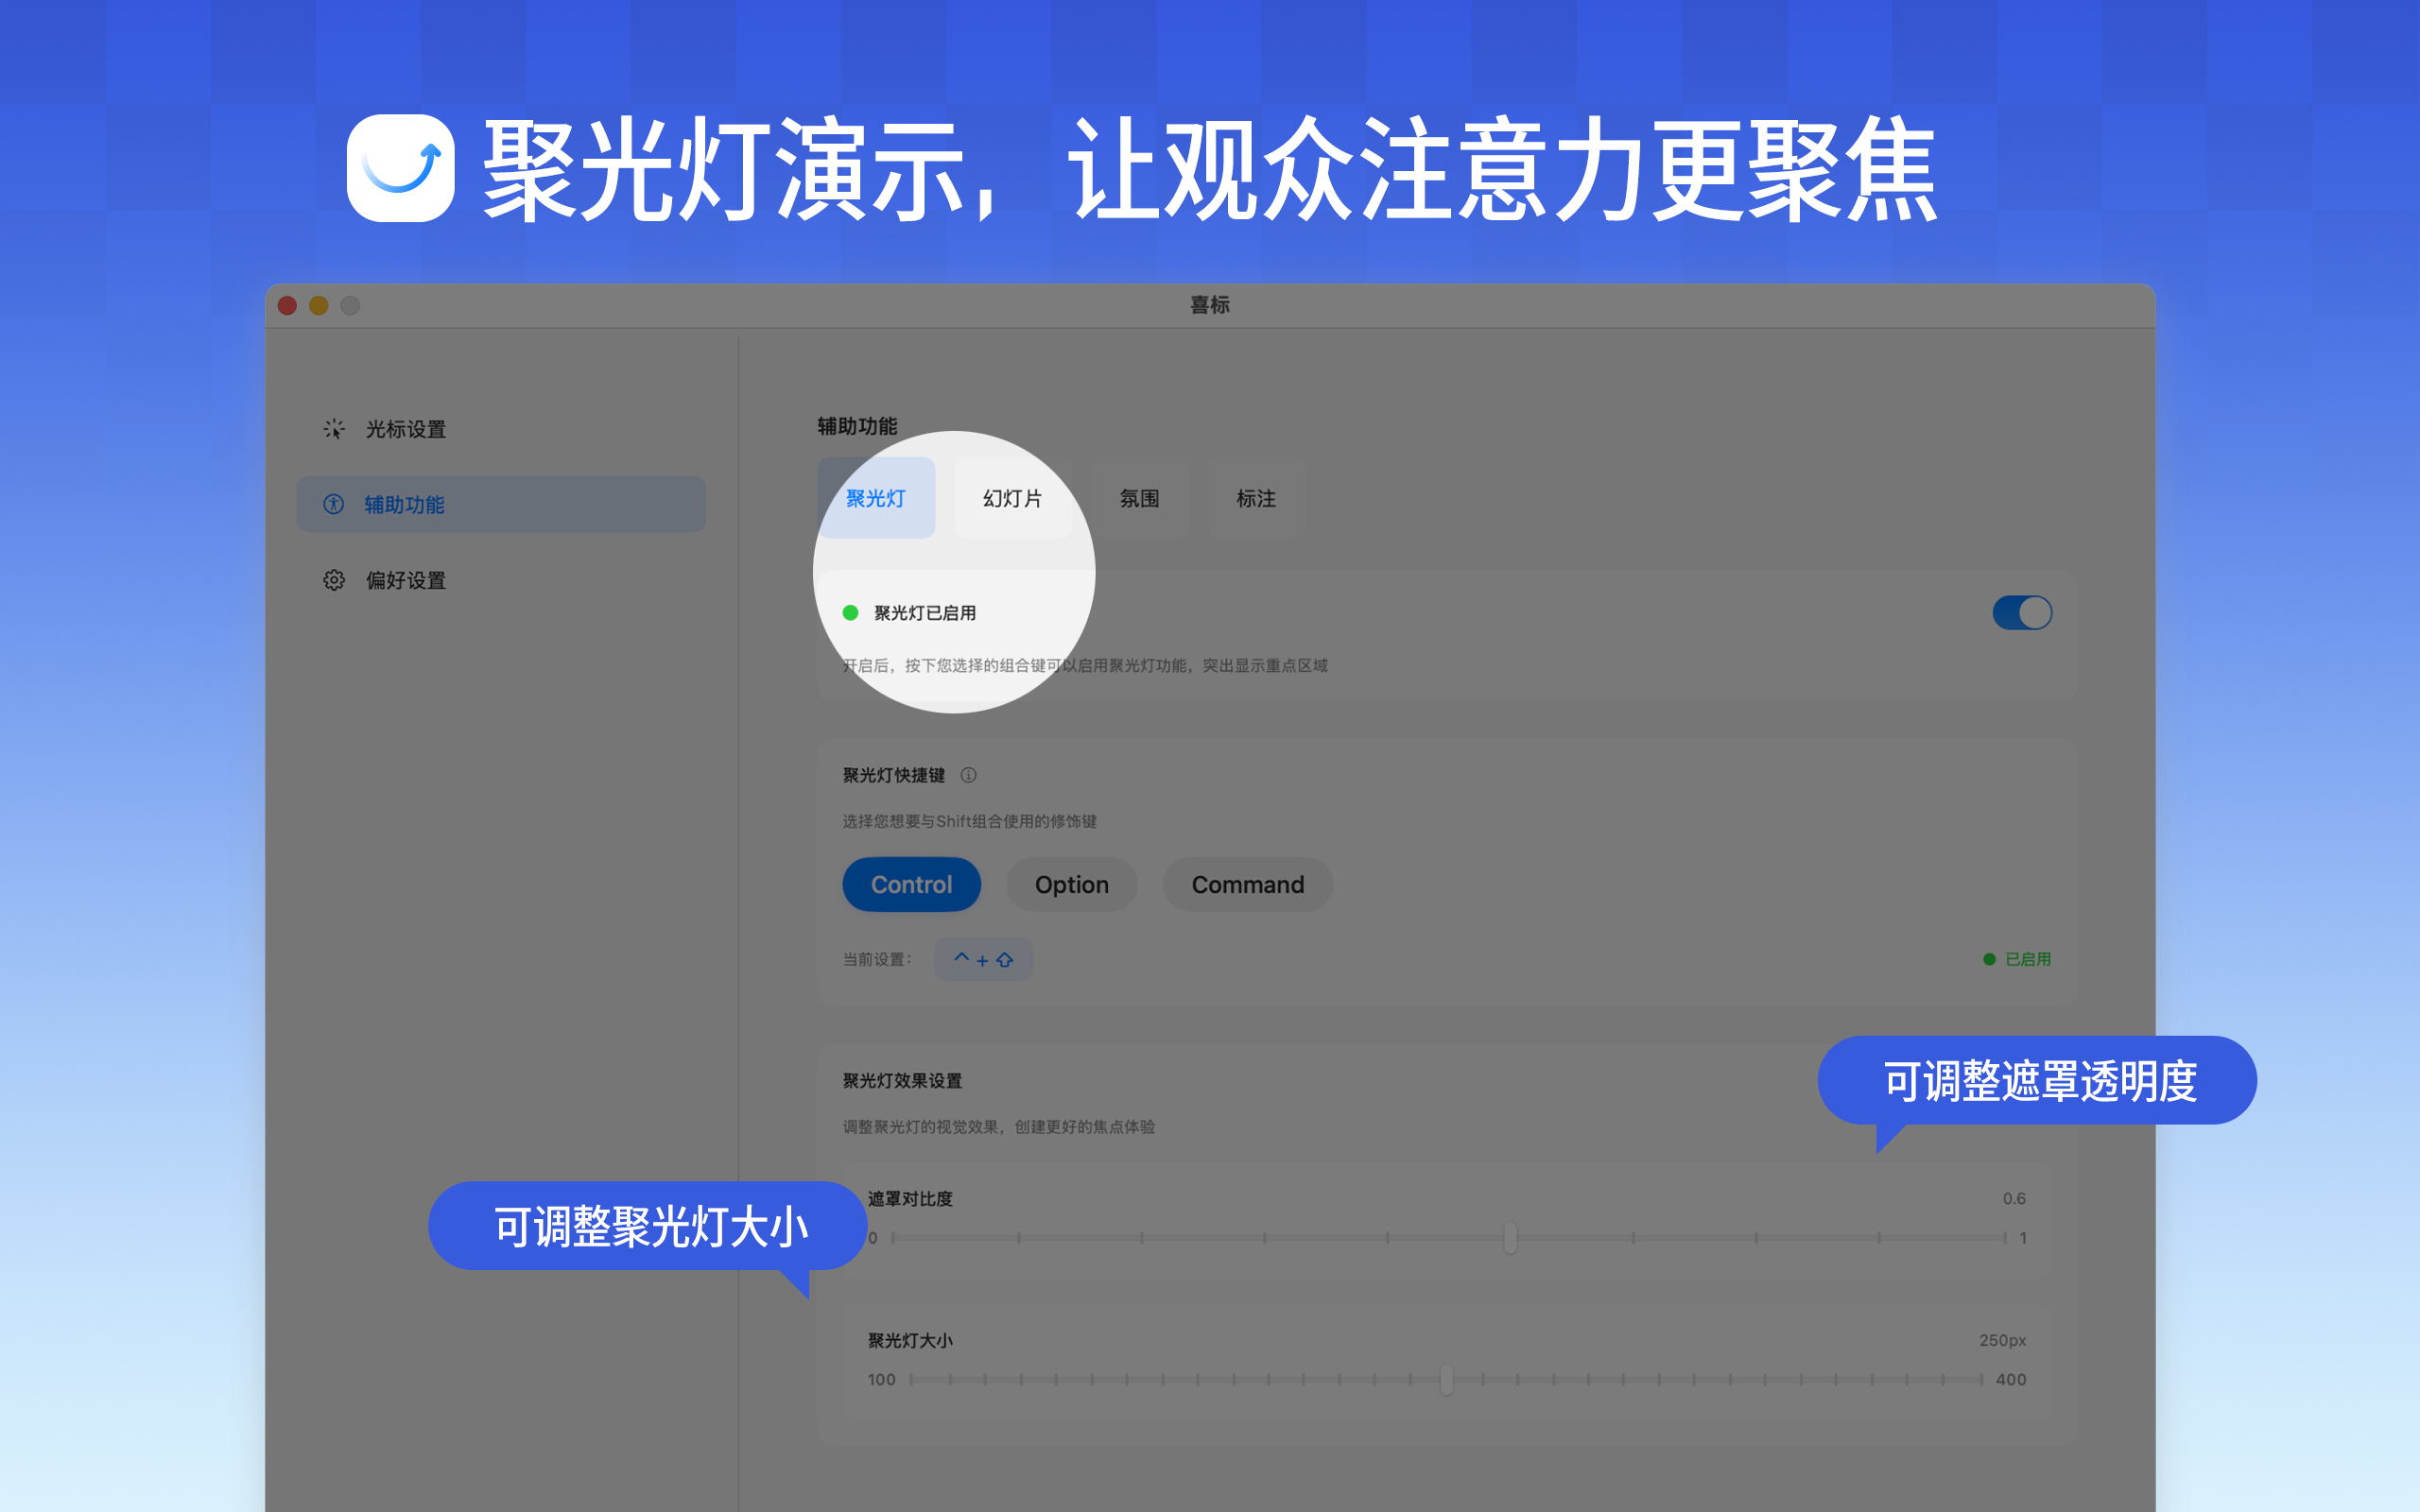 聚光灯演示，让观众注意力更聚焦
喜标
光标设置
辅助功能
偏好设置
辅助功能
聚光灯 幻灯片 氛围 标注
聚光灯已启用
开启后，按下您选择的组合键可以启用聚光灯功能，突出显示重点区域
聚光灯快捷键
选择您想要与Shift组合使用的修饰键
Control Option Command
当前设置： ^ + ⇧ 已启用
可调整遮罩透明度
聚光灯效果设置
调整聚光灯的视觉效果，创建更好的焦点体验
可调整聚光灯大小
遮罩对比度 0.6
0 1
聚光灯大小 250px
100 400